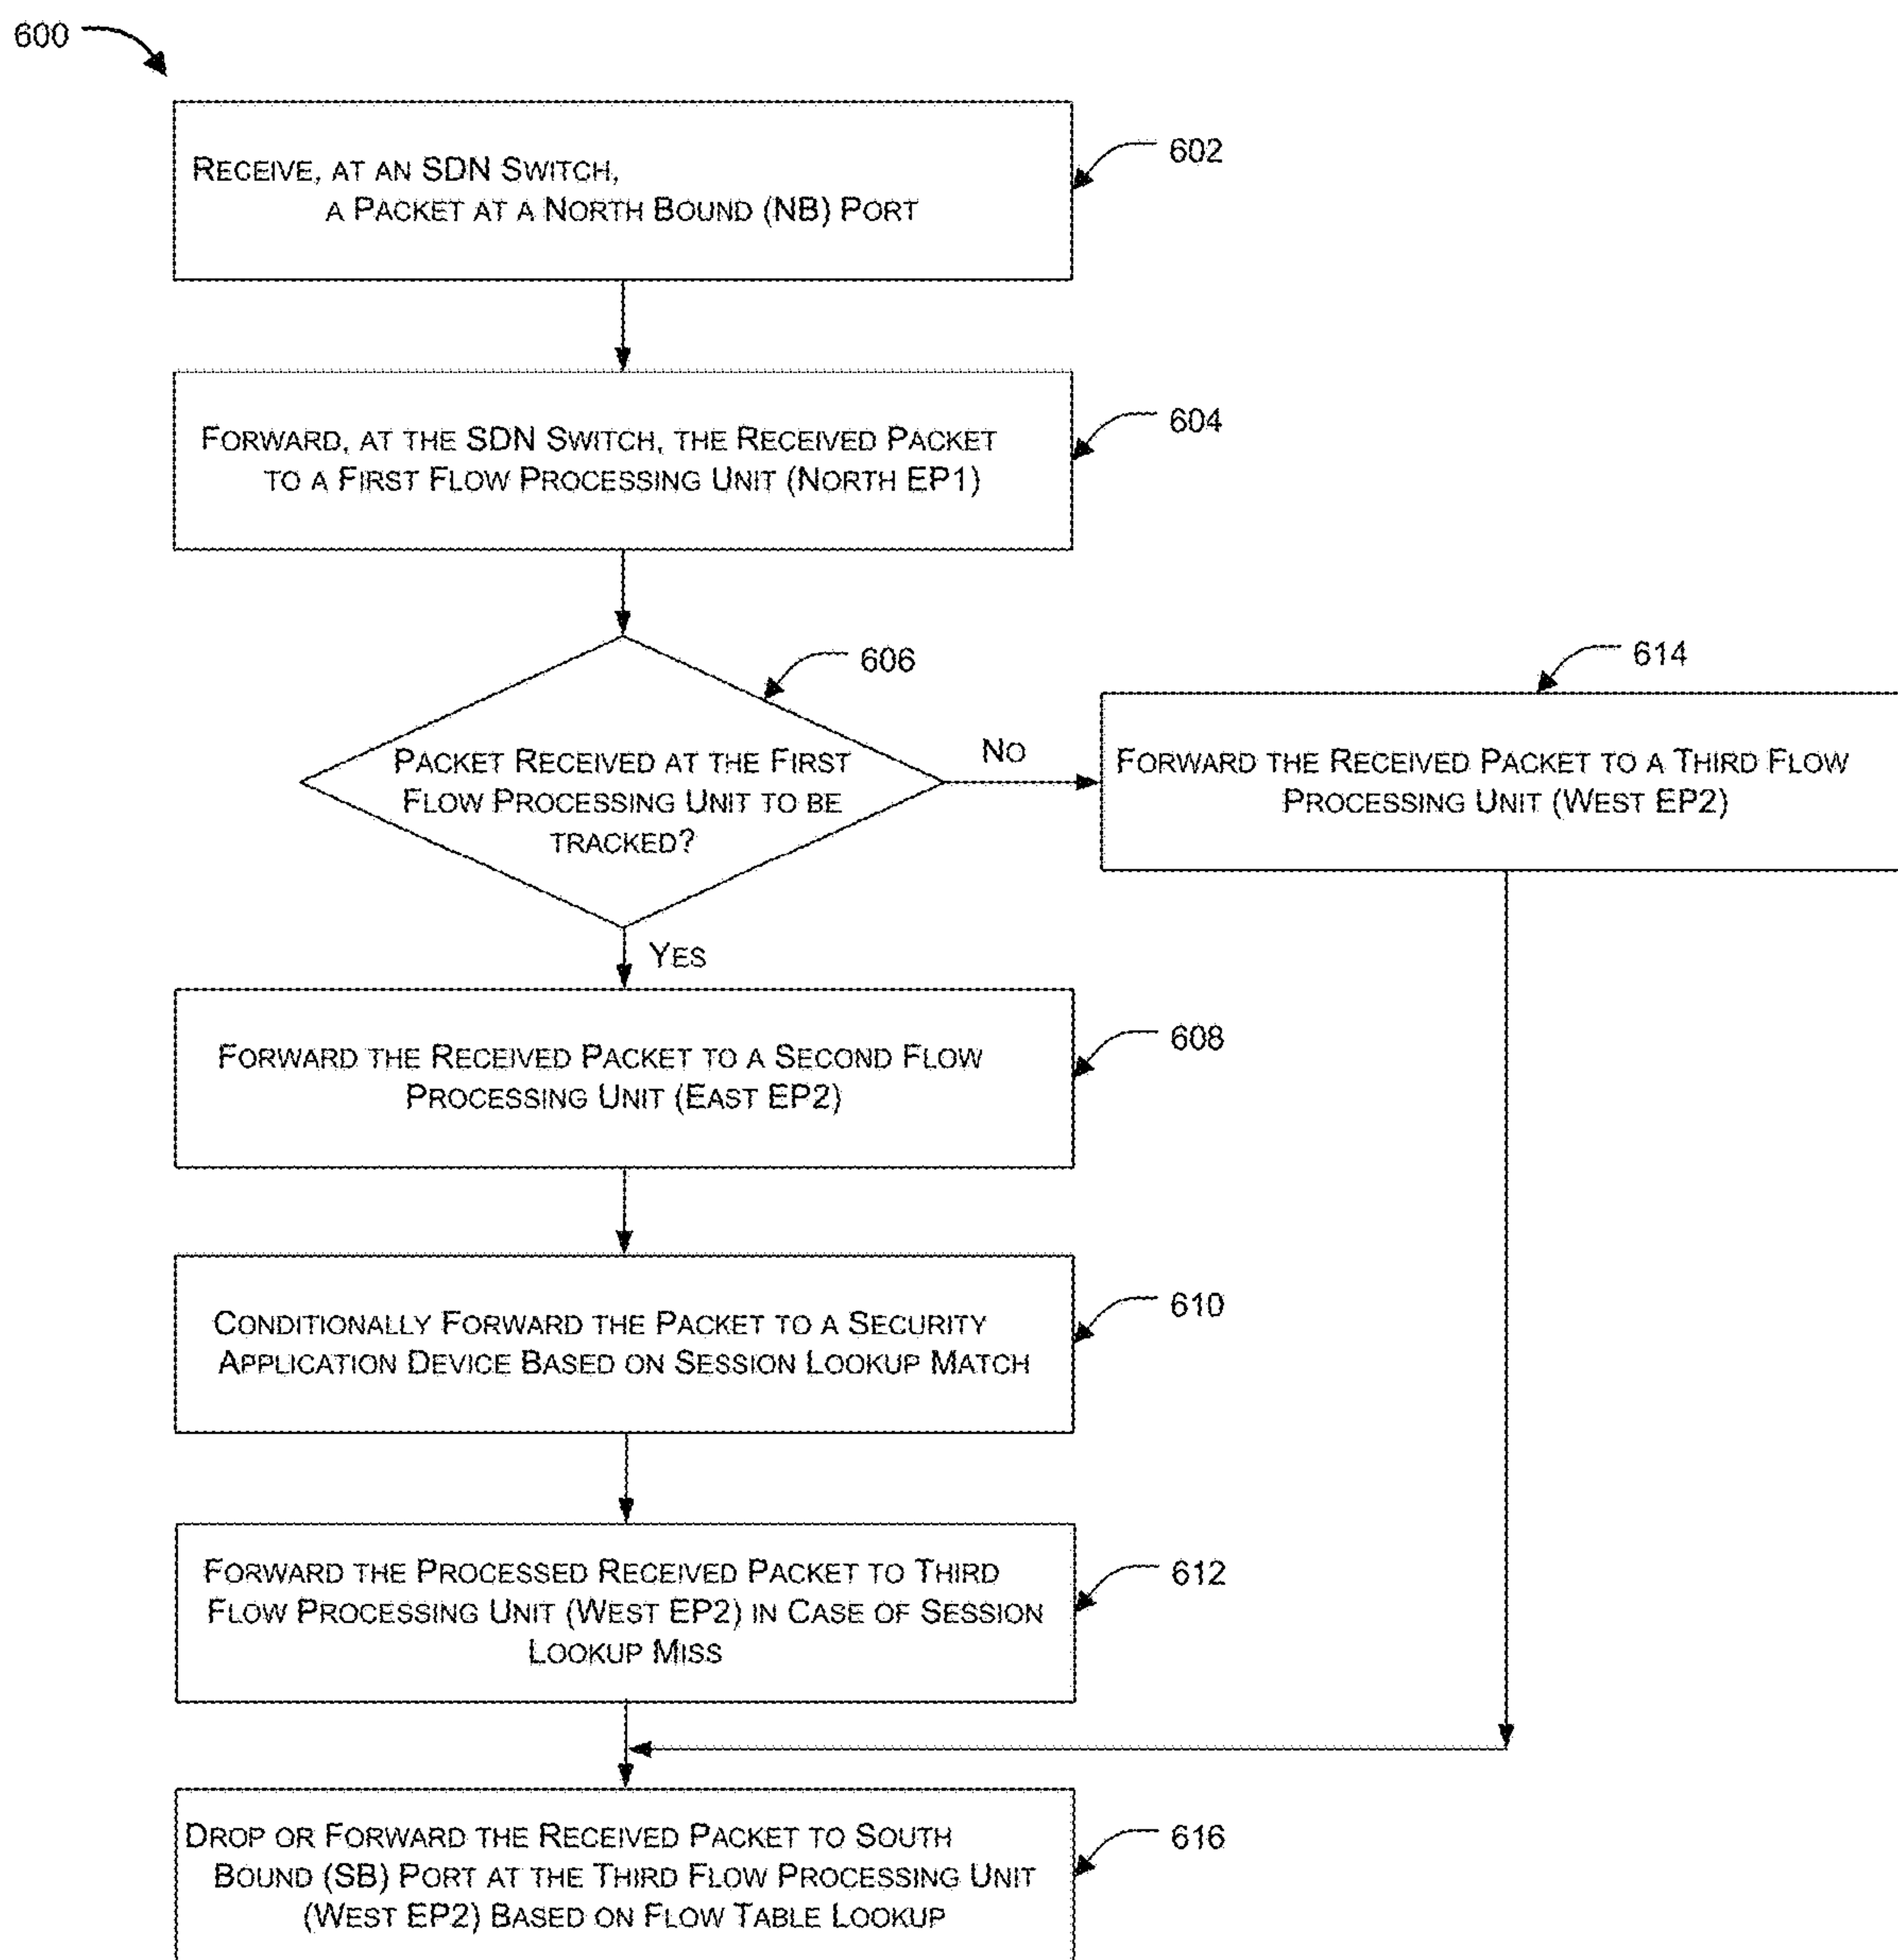 600
RECEIVE, AT AN SDN SWITCH,
A PACKET AT A NORTH BOUND (NB) PORT
602
FORWARD, AT THE SDN SWITCH, THE RECEIVED PACKET
TO A FIRST FLOW PROCESSING UNIT (NORTH EP1)
604
606
PACKET RECEIVED AT THE FIRST
FLOW PROCESSING UNIT TO BE
TRACKED?
NO
614
FORWARD THE RECEIVED PACKET TO A THIRD FLOW
PROCESSING UNIT (WEST EP2)
YES
FORWARD THE RECEIVED PACKET TO A SECOND FLOW
PROCESSING UNIT (EAST EP2)
608
CONDITIONALLY FORWARD THE PACKET TO A SECURITY
APPLICATION DEVICE BASED ON SESSION LOOKUP MATCH
610
FORWARD THE PROCESSED RECEIVED PACKET TO THIRD
FLOW PROCESSING UNIT (WEST EP2) IN CASE OF SESSION
LOOKUP MISS
612
DROP OR FORWARD THE RECEIVED PACKET TO SOUTH
BOUND (SB) PORT AT THE THIRD FLOW PROCESSING UNIT
(WEST EP2) BASED ON FLOW TABLE LOOKUP
616